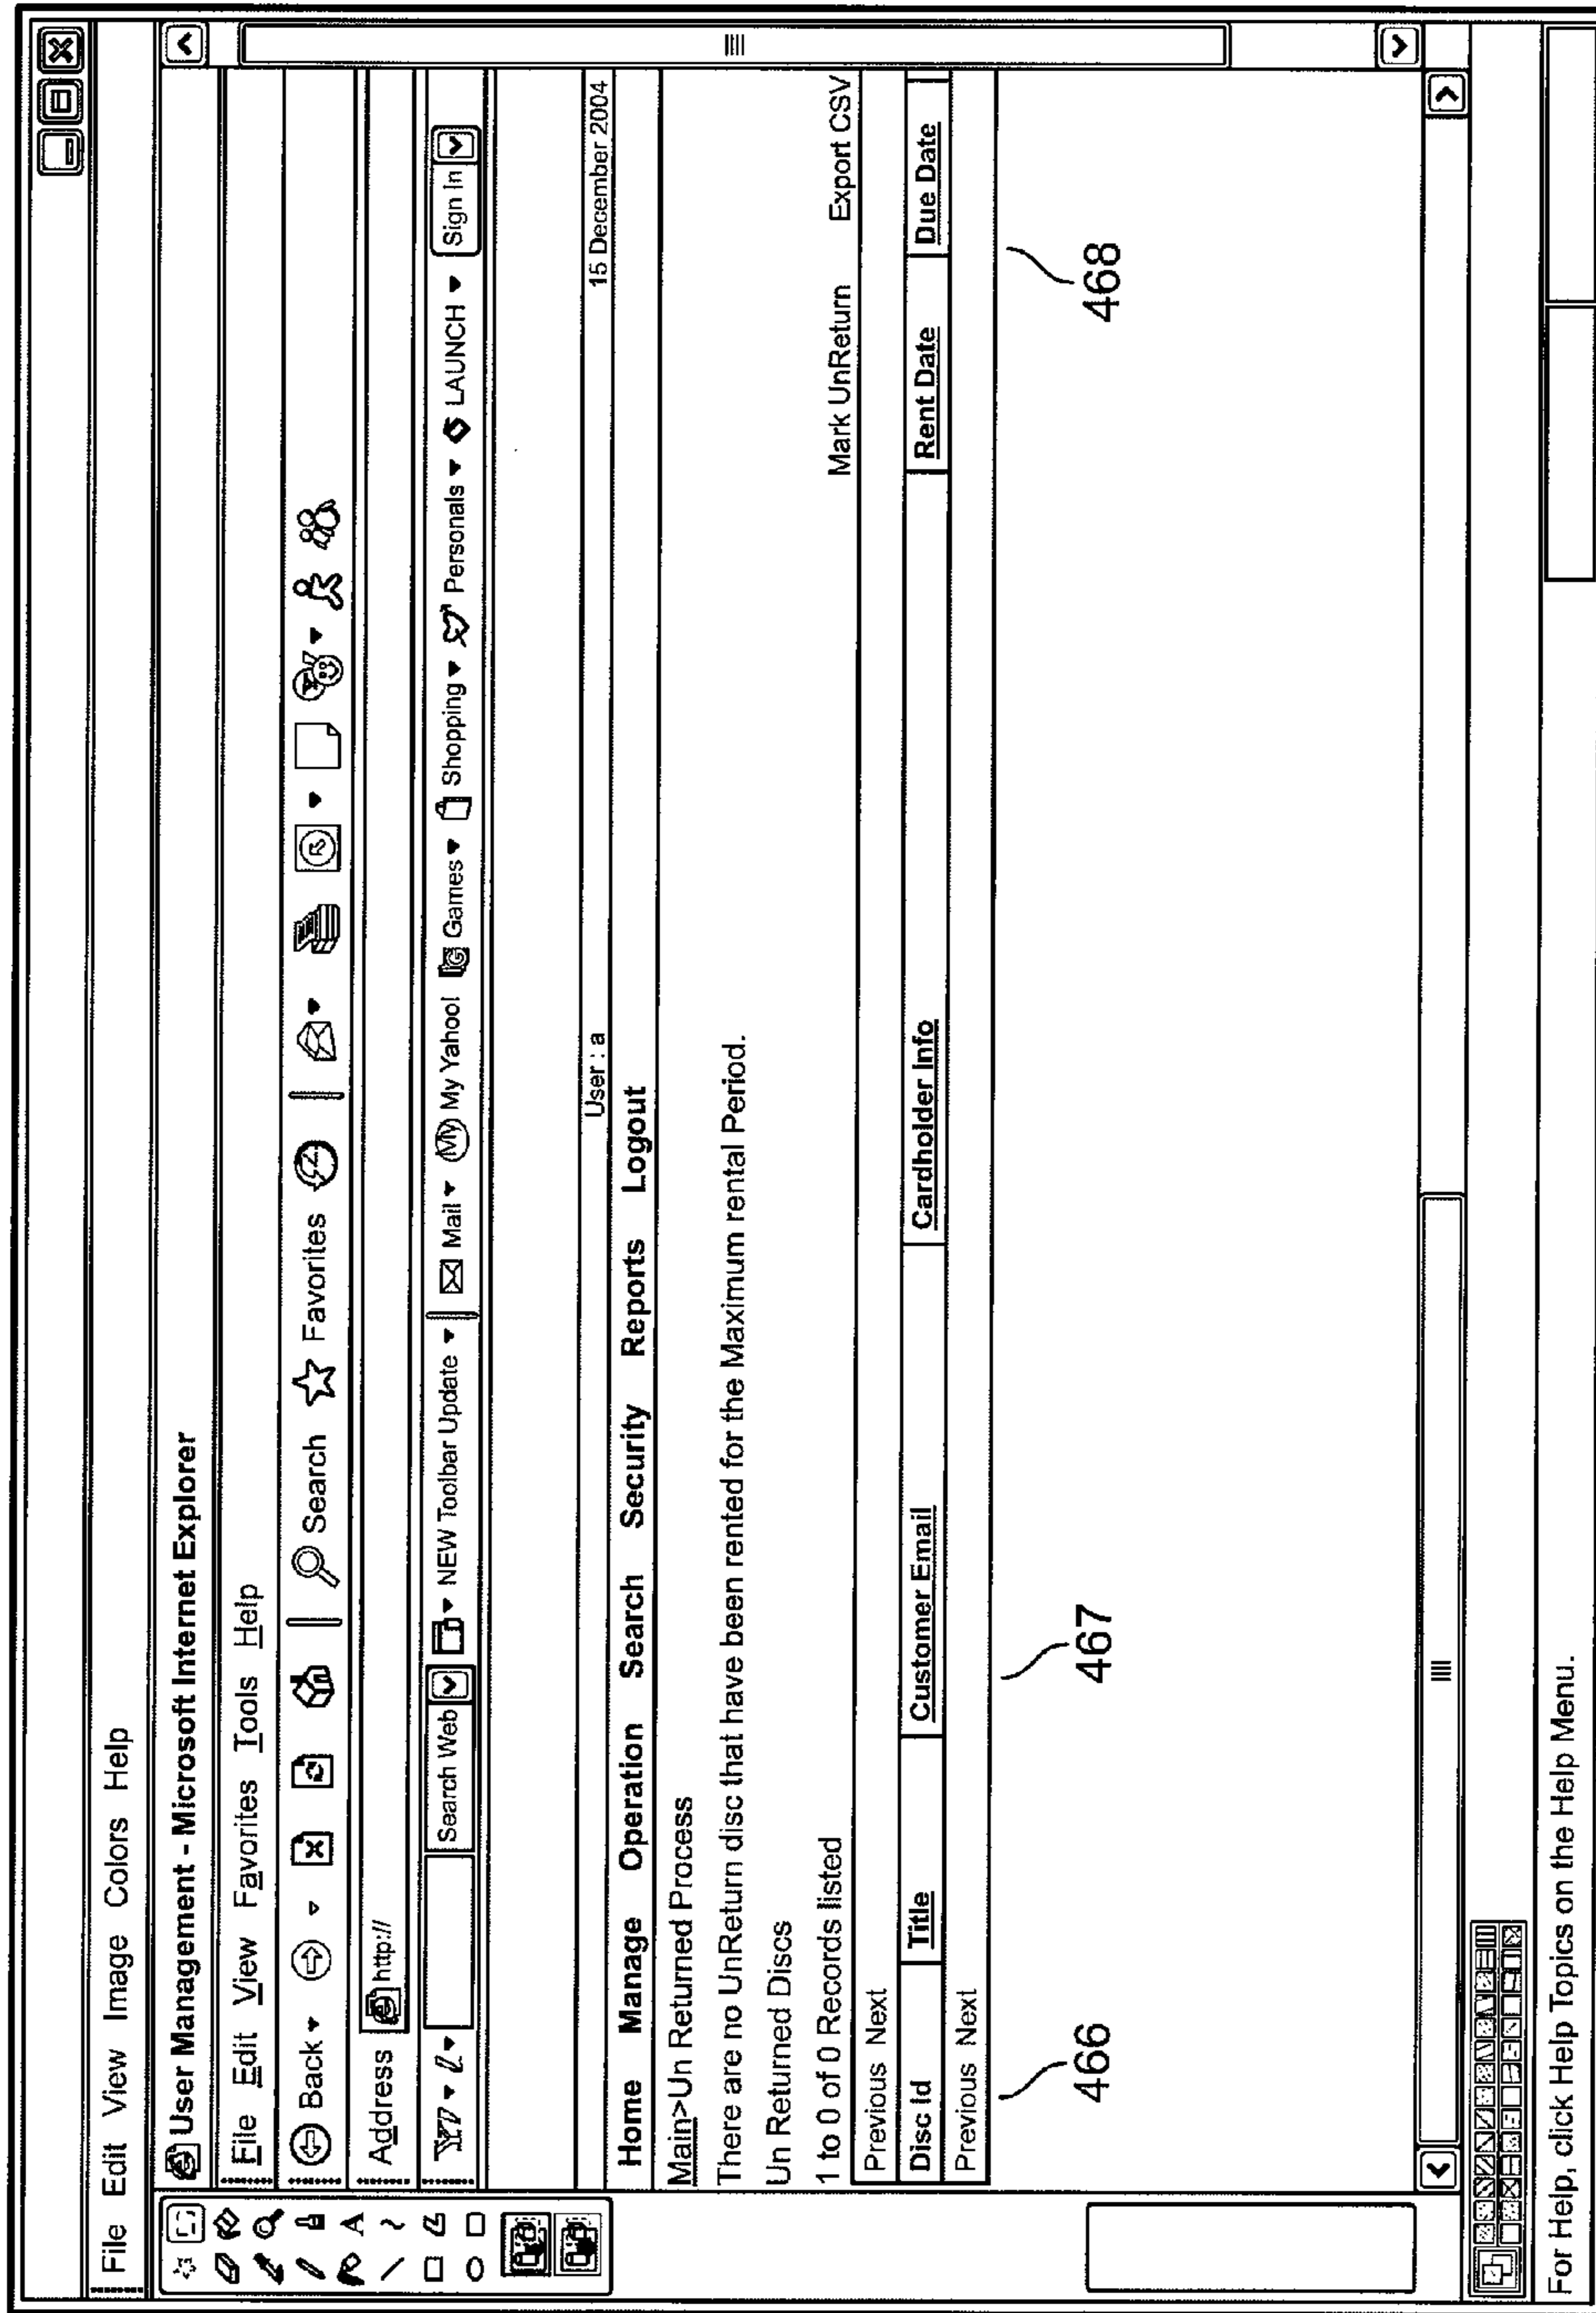 File Edit View Image Colors Help
User Management - Microsoft Internet Explorer
File Edit View Favorites Tools Help
Back Search Favorites
Address http://
Search Web NEW Toolbar Update Mail My My Yahoo! Games Shopping Personals LAUNCH Sign In
User : a 15 December 2004
Home Manage Operation Search Security Reports Logout
Main>Un Returned Process
There are no UnReturn disc that have been rented for the Maximum rental Period.
Un Returned Discs
1 to 0 of 0 Records listed Mark UnReturn Export CSV
Previous Next
Disc Id Title Customer Email Cardholder Info Rent Date Due Date
Previous Next
466 467 468
For Help, click Help Topics on the Help Menu.